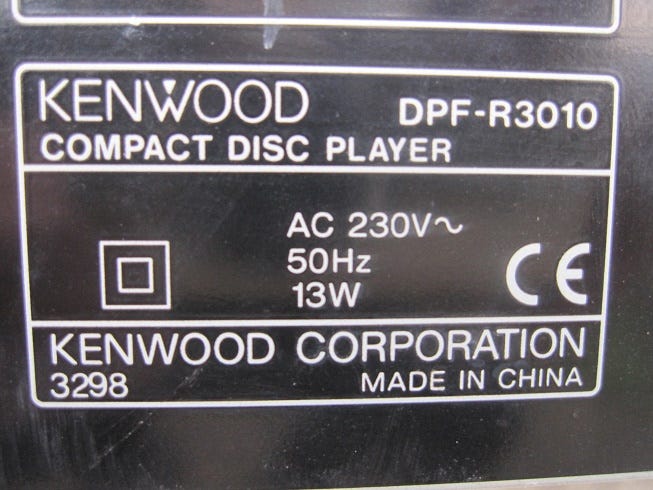 KENWOOD DPF-R3010
COMPACT DISC PLAYER
AC 230V~
50Hz
13W
CE
KENWOOD CORPORATION
3298 MADE IN CHINA